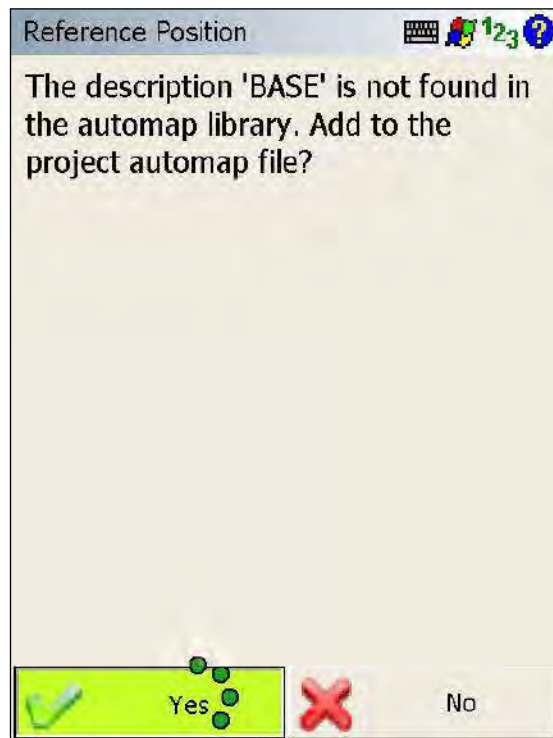 Reference Position 123 ?
The description 'BASE' is not found in
the automap library. Add to the
project automap file?
Yes No